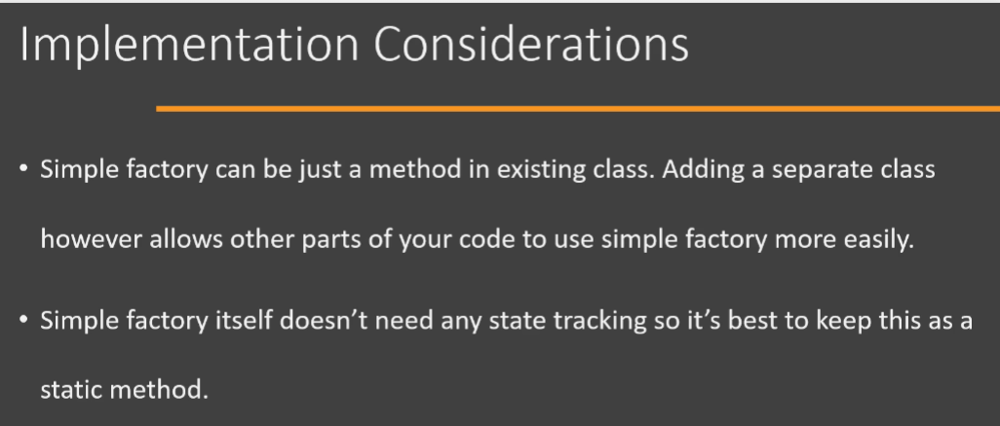 Implementation Considerations
• Simple factory can be just a method in existing class. Adding a separate class
however allows other parts of your code to use simple factory more easily.
• Simple factory itself doesn’t need any state tracking so it’s best to keep this as a
static method.